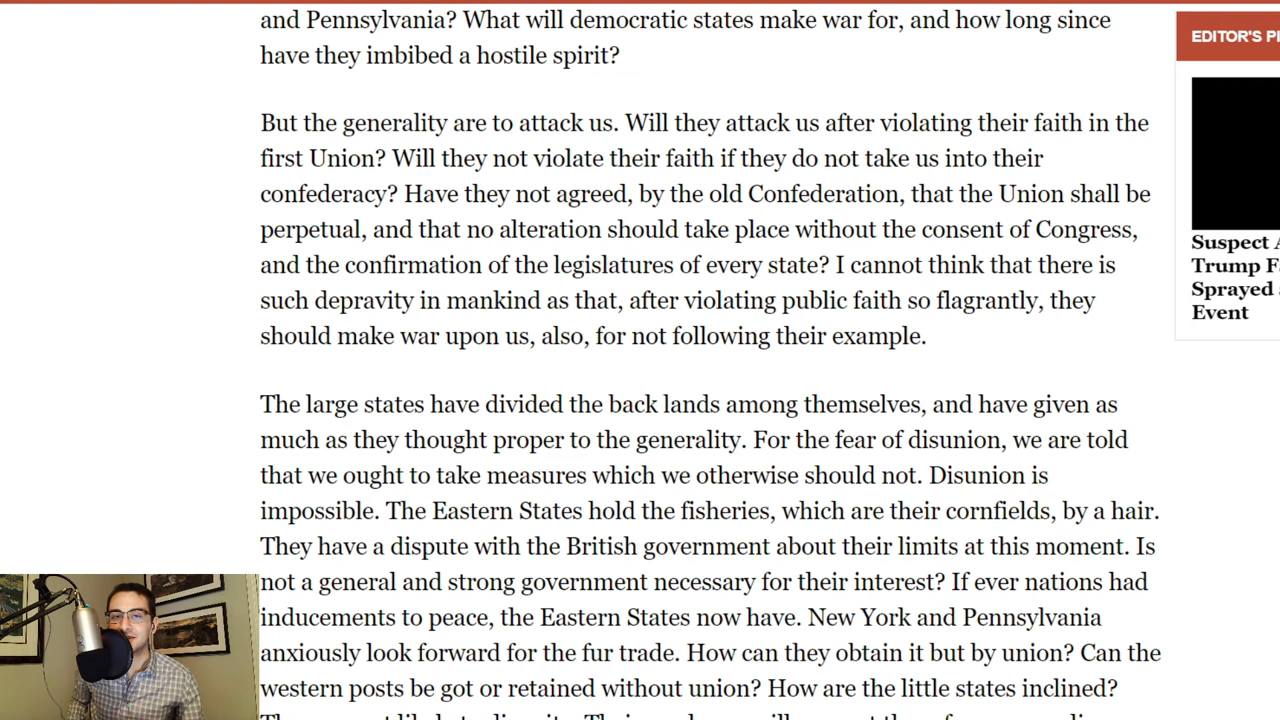 and Pennsylvania? What will democratic states make war for, and how long since
have they imbibed a hostile spirit?
But the generality are to attack us. Will they attack us after violating their faith in the
first Union? Will they not violate their faith if they do not take us into their
confederacy? Have they not agreed, by the old Confederation, that the Union shall be
perpetual, and that no alteration should take place without the consent of Congress,
and the confirmation of the legislatures of every state? I cannot think that there is
such depravity in mankind as that, after violating public faith so flagrantly, they
should make war upon us, also, for not following their example.
The large states have divided the back lands among themselves, and have given as
much as they thought proper to the generality. For the fear of disunion, we are told
that we ought to take measures which we otherwise should not. Disunion is
impossible. The Eastern States hold the fisheries, which are their cornfields, by a hair.
They have a dispute with the British government about their limits at this moment. Is
not a general and strong government necessary for their interest? If ever nations had
inducements to peace, the Eastern States now have. New York and Pennsylvania
anxiously look forward for the fur trade. How can they obtain it but by union? Can the
western posts be got or retained without union? How are the little states inclined?
EDITOR'S
Suspect
Trump
Sprayed
Event